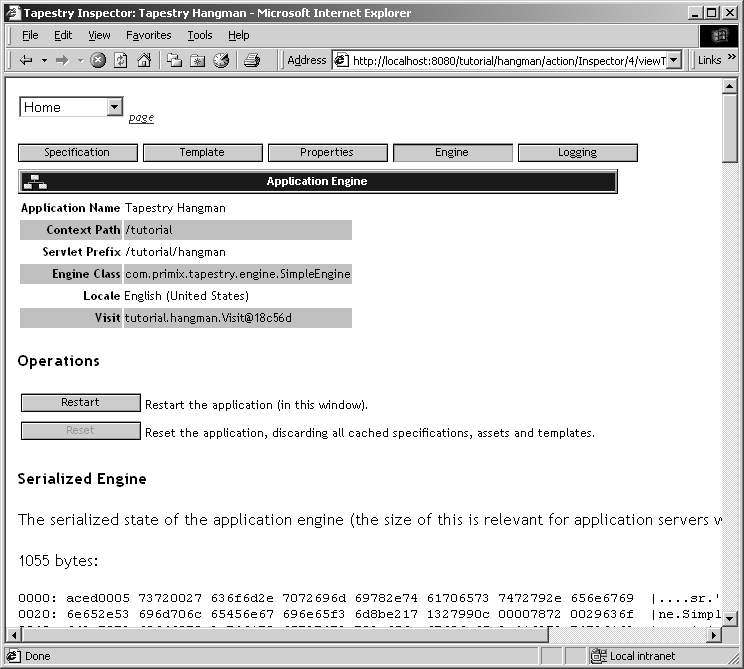 Tapestry Inspector: Tapestry Hangman - Microsoft Internet Explorer
File Edit View Favorites Tools Help
Address http://localhost:8080/tutorial/hangman/action/Inspector/4/viewT Links »
Home page
Specification Template Properties Engine Logging
Application Engine
Application Name Tapestry Hangman
Context Path /tutorial
Servlet Prefix /tutorial/hangman
Engine Class com.primix.tapestry.engine.SimpleEngine
Locale English (United States)
Visit tutorial.hangman.Visit@18c56d
Operations
Restart Restart the application (in this window).
Reset Reset the application, discarding all cached specifications, assets and templates.
Serialized Engine
The serialized state of the application engine (the size of this is relevant for application servers
1055 bytes:
0000: aced0005 73720027 636f6d2e 7072696d 69782e74 61706573 7472792e 656e6769 |....sr.'
0020: 6e652e53 696d706c 65456e67 696e65f3 6d8be217 1327990c 00007872 0029636f |ne.Simpl
Done Local intranet